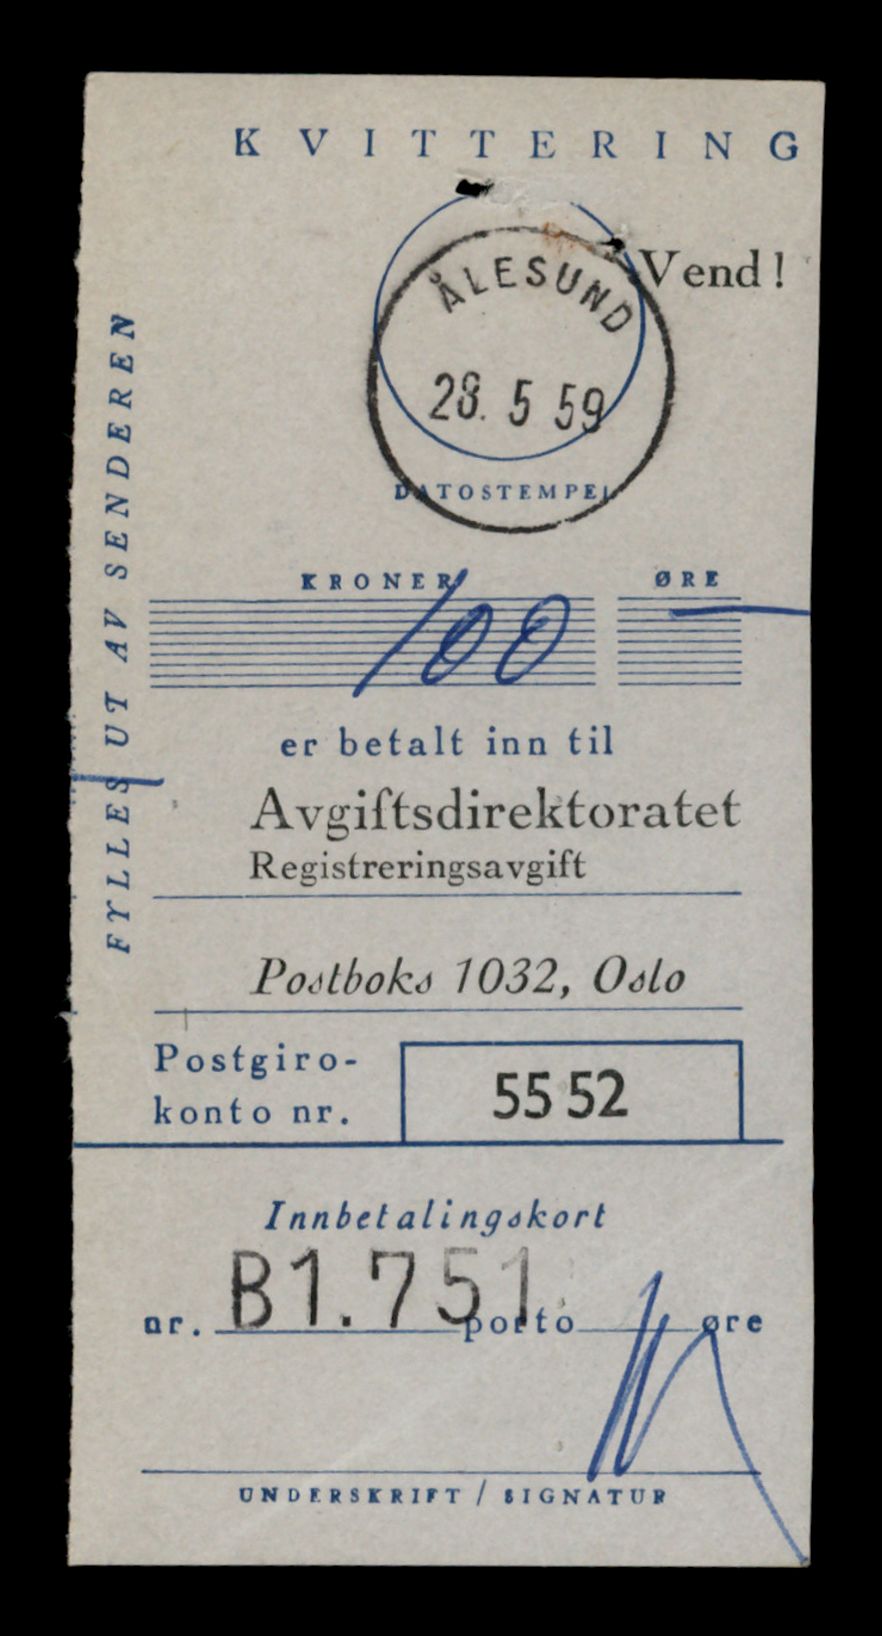 KVITTERING
Vend!
ÅLESUND
28. 5 59
DATOSTEMPEL
FYLLES UT AV SENDEREN
KRONER ØRE
100 —
er betalt inn til
Avgiftsdirektoratet
Registreringsavgift
Postboks 1032, Oslo
Postgiro-
konto nr.
55 52
Innbetalingskort
nr. B1.751 porto øre
UNDERSKRIFT / SIGNATUR